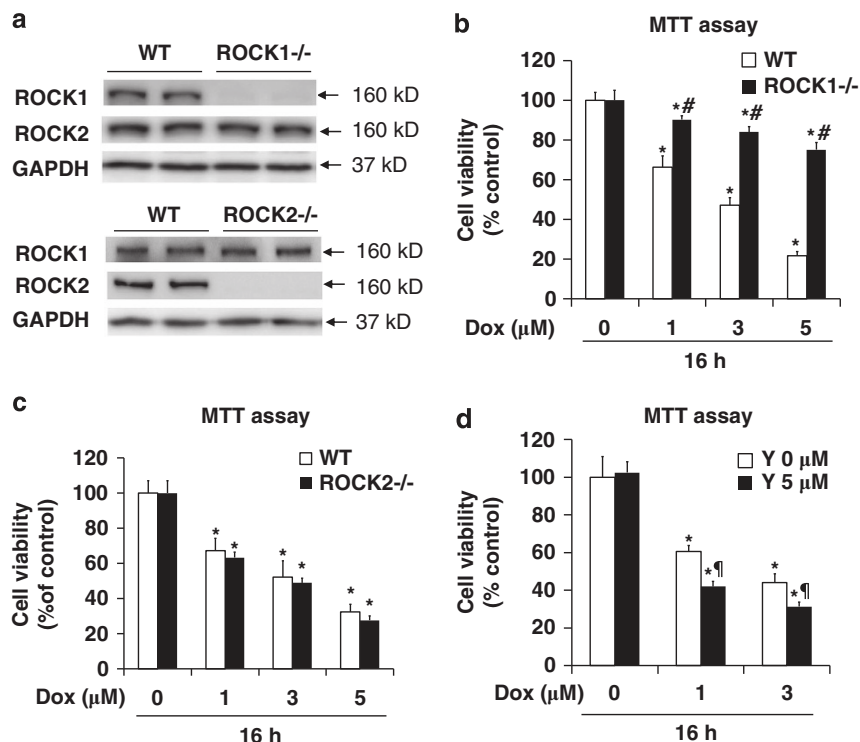 a
WT ROCK1-/-
ROCK1 160 kD
ROCK2 160 kD
GAPDH 37 kD
WT ROCK2-/-
ROCK1 160 kD
ROCK2 160 kD
GAPDH 37 kD
b
MTT assay
WT
ROCK1-/-
Cell viability
(% control)
120
100
80
60
40
20
0
*
*#
*
*#
*
*#
Dox (μM) 0 1 3 5
16 h
c
MTT assay
WT
ROCK2-/-
Cell viability
(%of control)
120
100
80
60
40
20
0
* *
* *
* *
Dox (μM) 0 1 3 5
16 h
d
MTT assay
Y 0 μM
Y 5 μM
Cell viability
(% control)
120
100
80
60
40
20
0
*
*¶
*
*¶
Dox (μM) 0 1 3
16 h